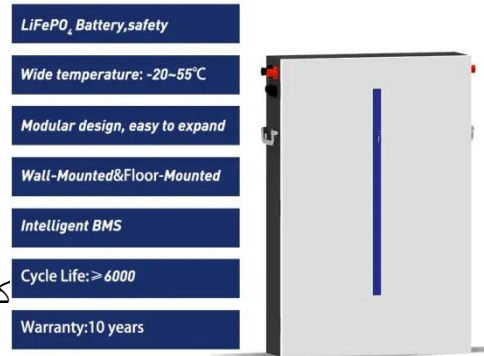 LiFePO₄ Battery,safety
Wide temperature: -20~55℃
Modular design, easy to expand
Wall-Mounted&Floor-Mounted
Intelligent BMS
Cycle Life:≥6000
Warranty:10 years